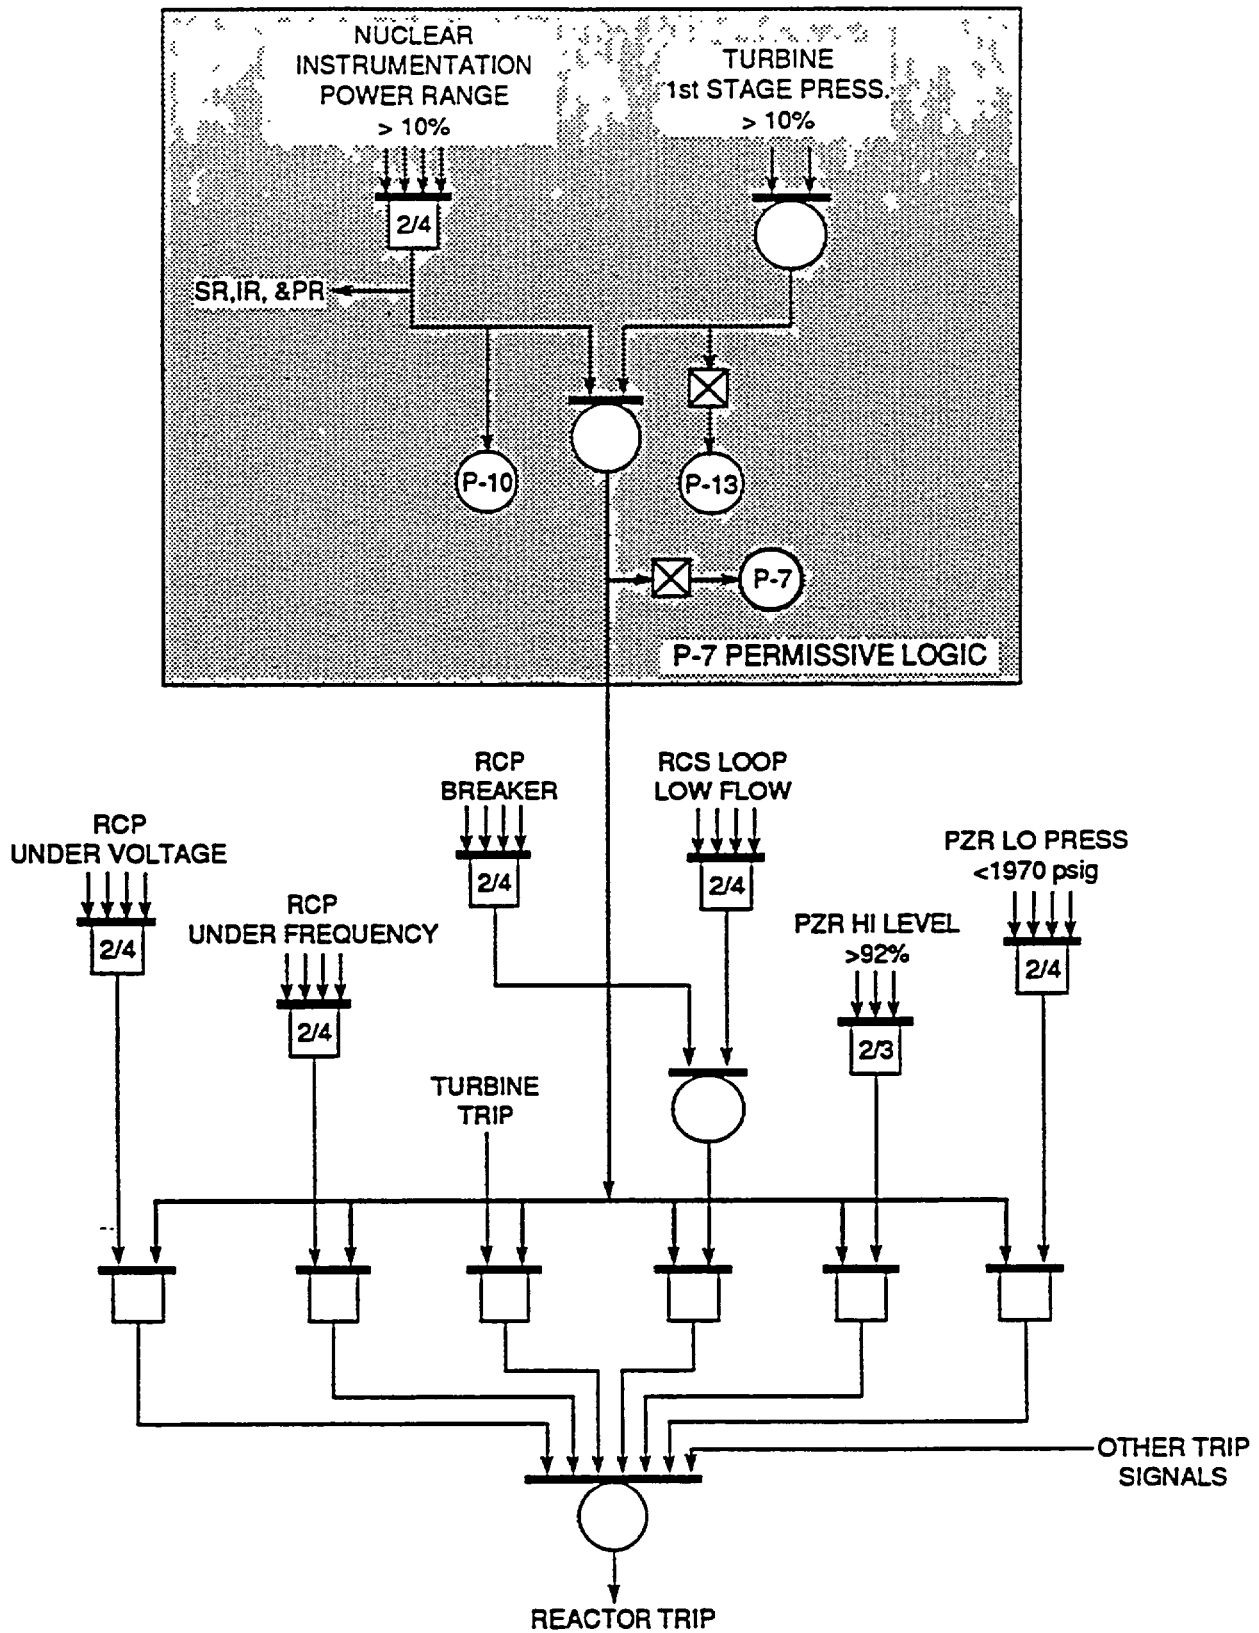 NUCLEAR
INSTRUMENTATION
POWER RANGE
> 10%
TURBINE
1st STAGE PRESS.
> 10%
2/4
SR,IR, &PR
P-10
P-13
P-7
P-7 PERMISSIVE LOGIC
RCP
BREAKER
2/4
RCS LOOP
LOW FLOW
2/4
RCP
UNDER VOLTAGE
2/4
RCP
UNDER FREQUENCY
2/4
PZR LO PRESS
<1970 psig
2/4
PZR HI LEVEL
>92%
2/3
TURBINE
TRIP
OTHER TRIP
SIGNALS
REACTOR TRIP